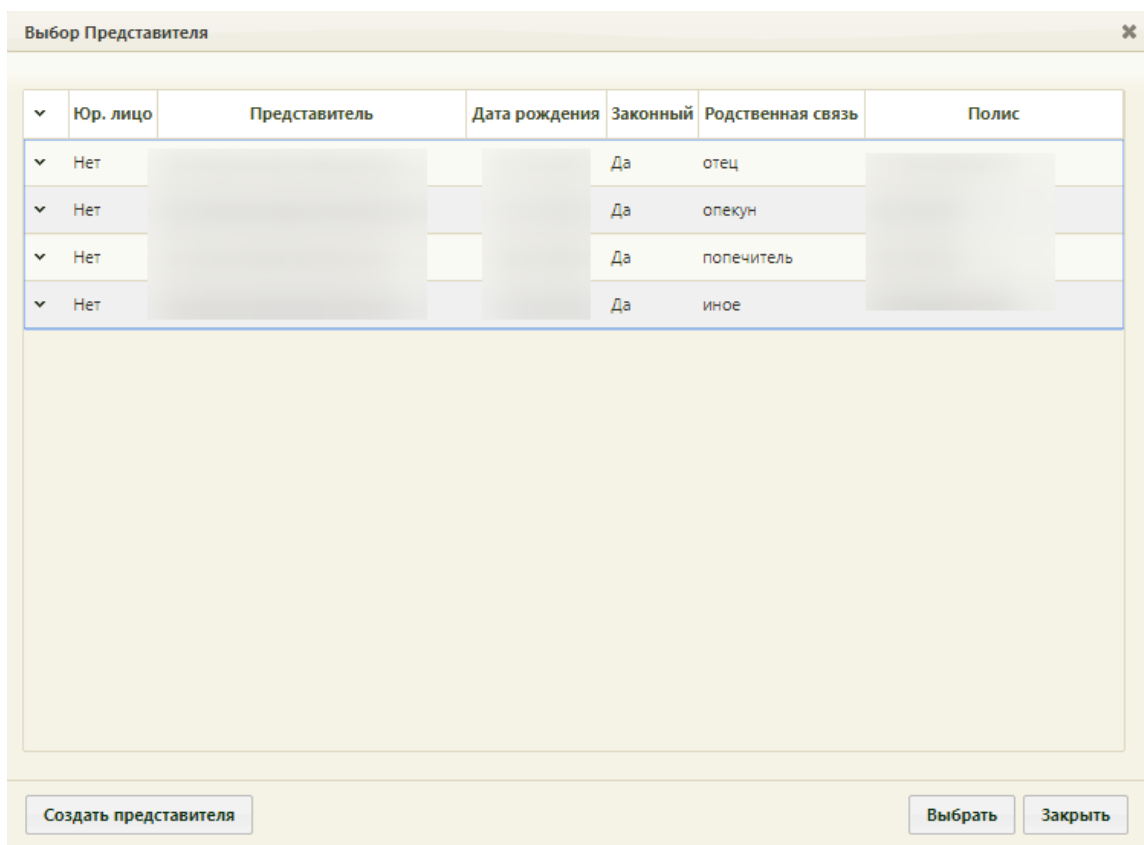 Выбор Представителя
Юр. лицо Представитель Дата рождения Законный Родственная связь Полис
Нет Да отец
Нет Да опекун
Нет Да попечитель
Нет Да иное
Создать представителя Выбрать Закрыть